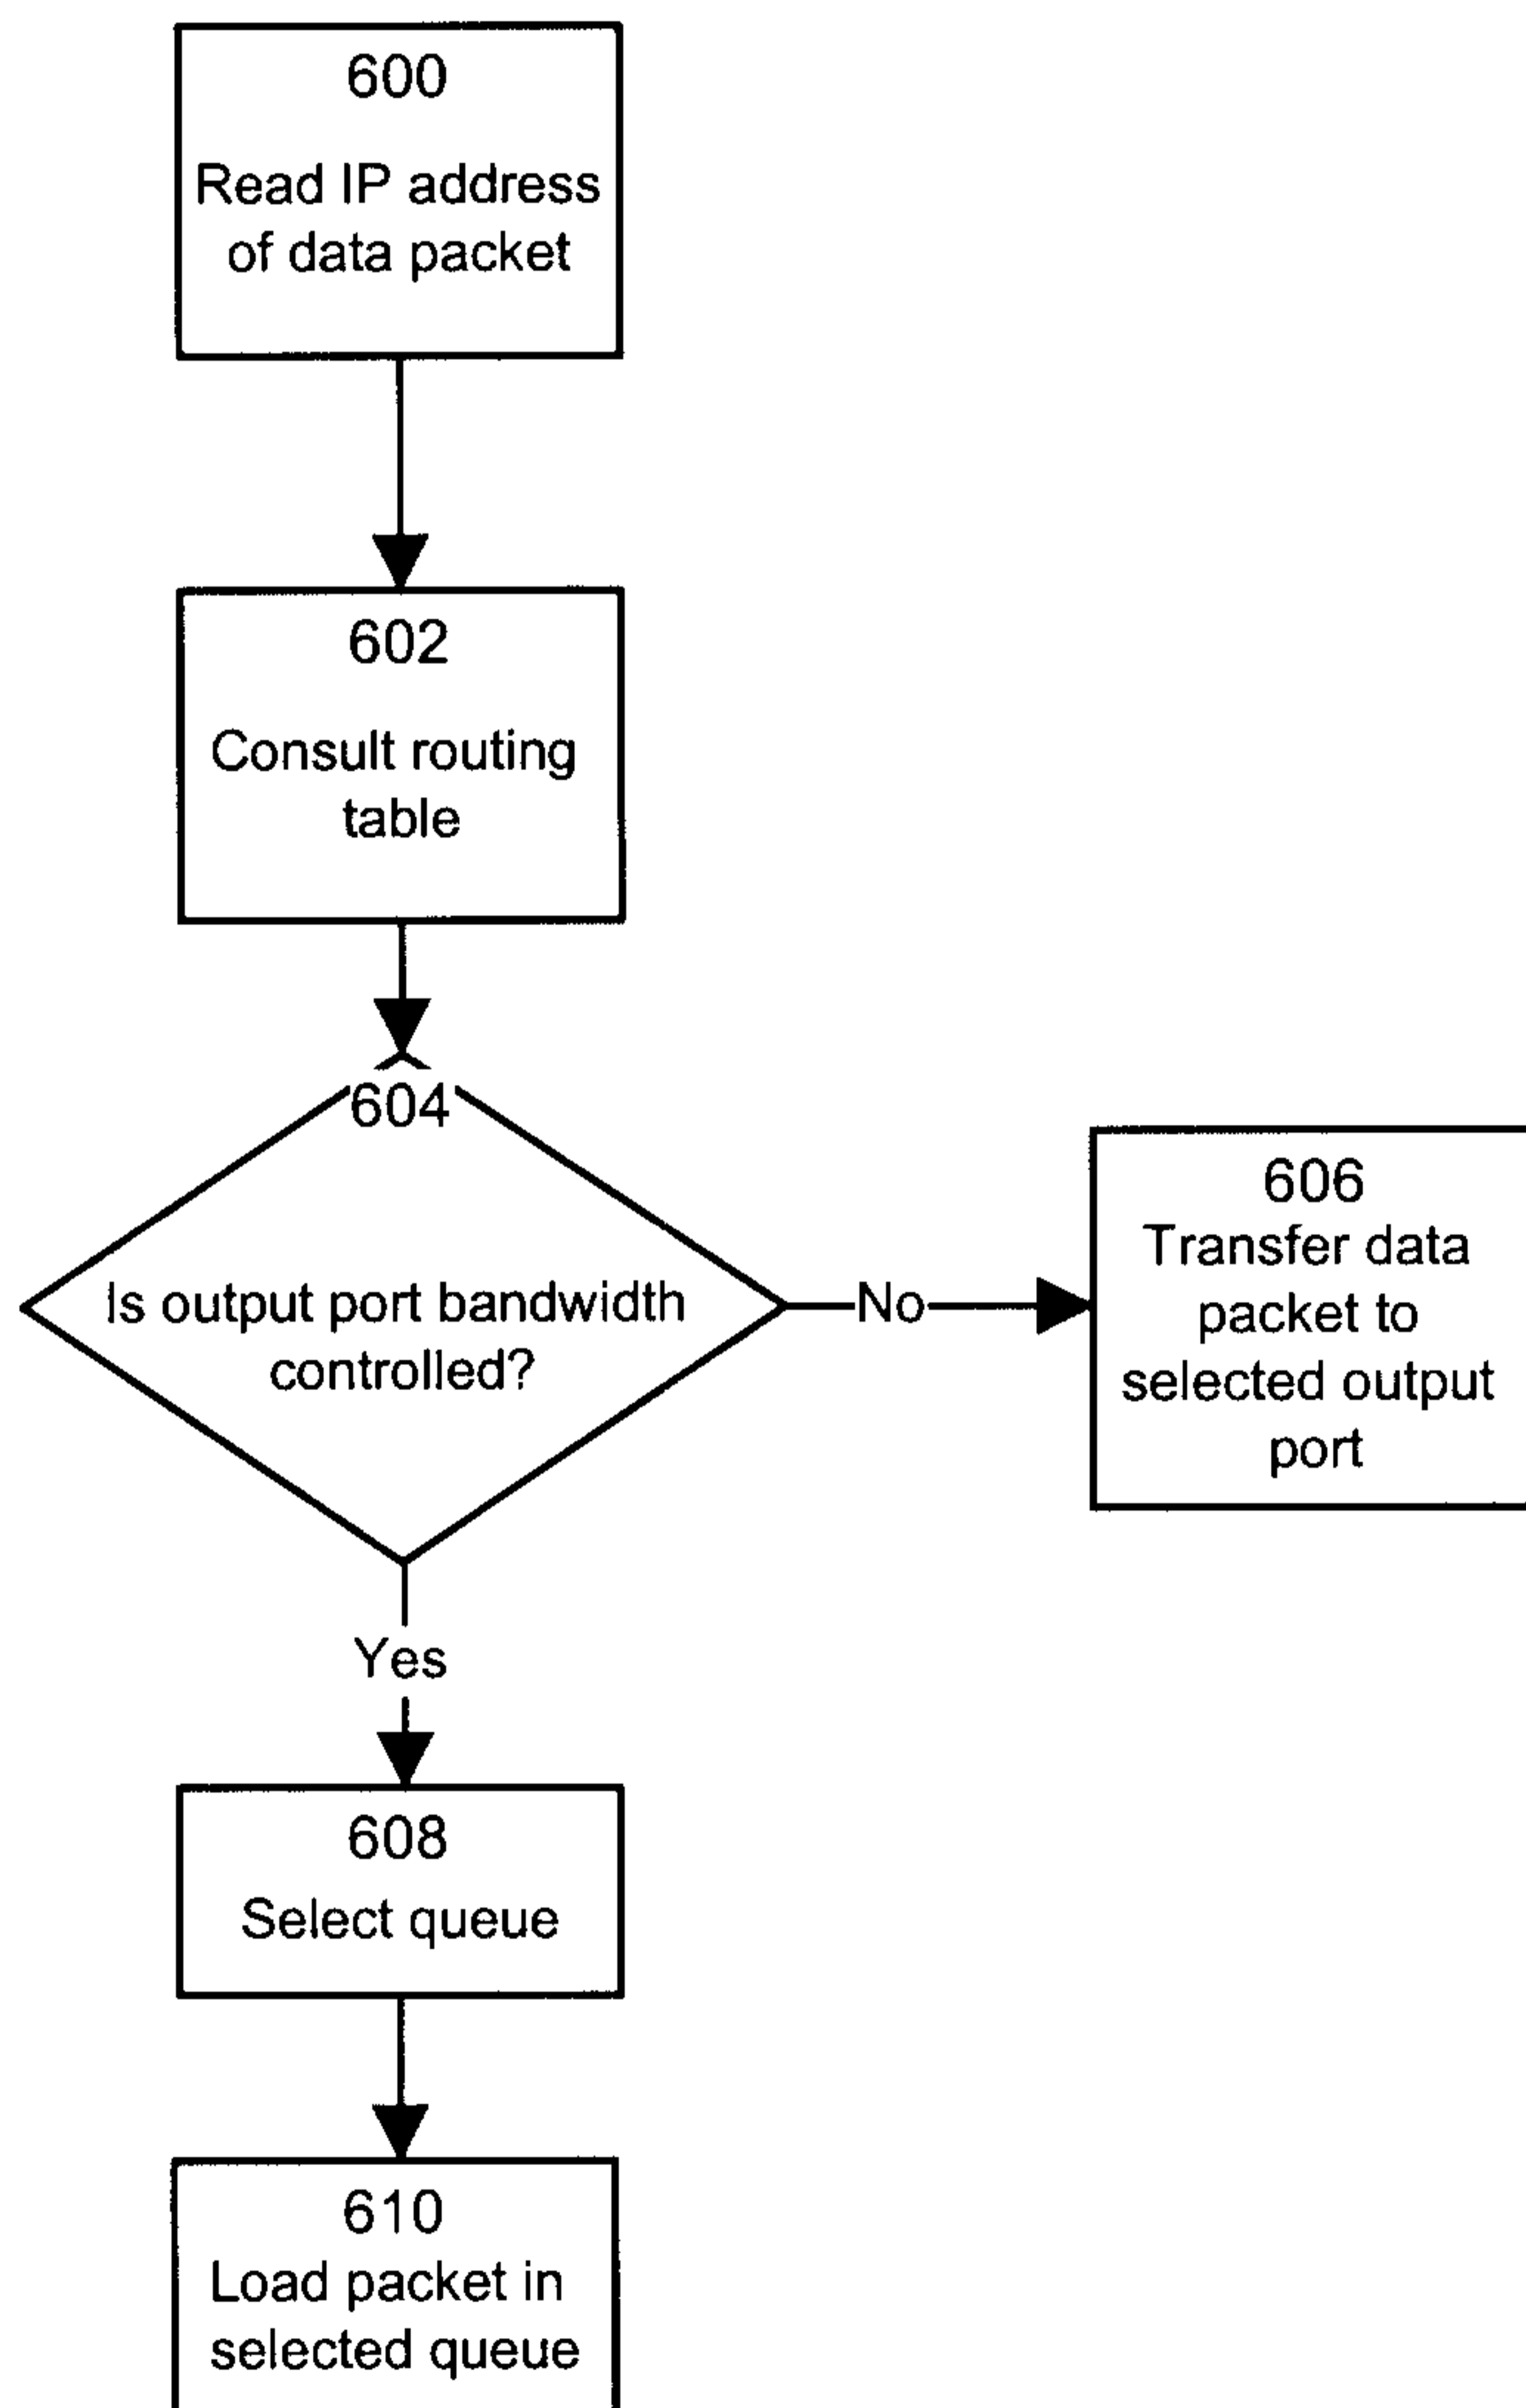 600
Read IP address
of data packet
602
Consult routing
table
604
Is output port bandwidth
controlled?
No
606
Transfer data
packet to
selected output
port
Yes
608
Select queue
610
Load packet in
selected queue